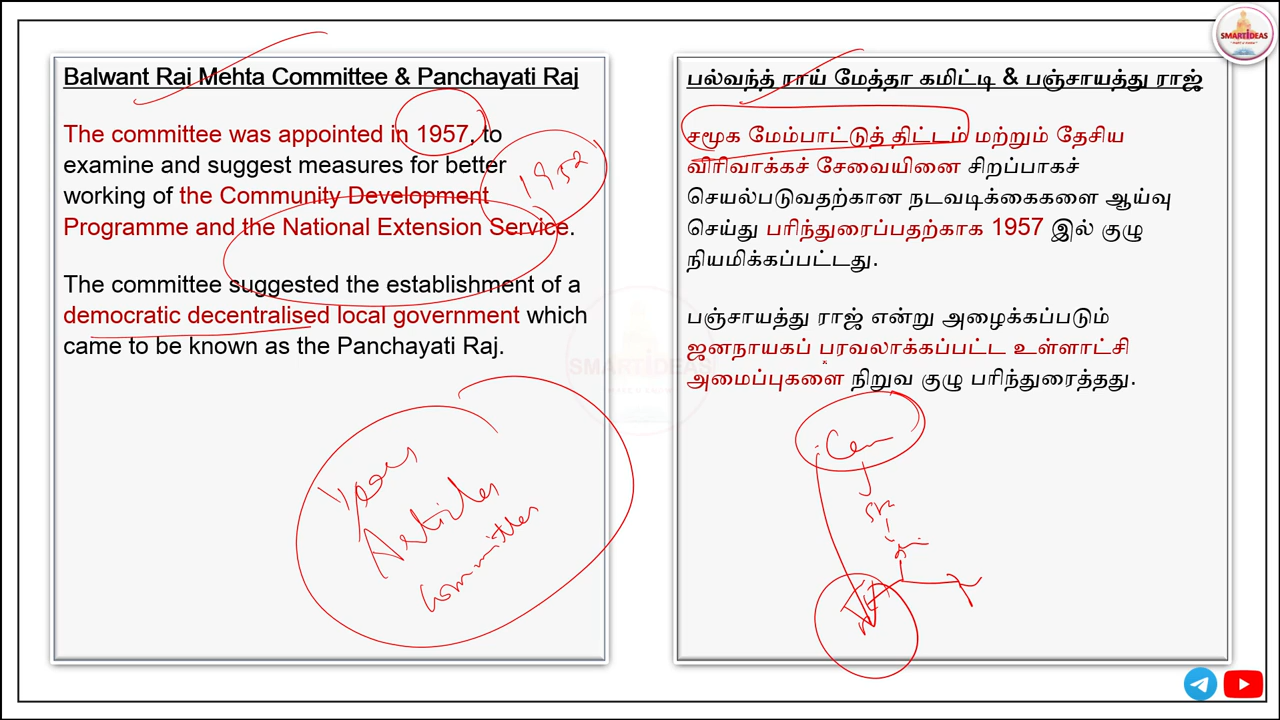 SMARTIDEAS
Balwant Rai Mehta Committee & Panchayati Raj
The committee was appointed in 1957, to
examine and suggest measures for better
working of the Community Development
Programme and the National Extension Service.
1952
The committee suggested the establishment of a
democratic decentralised local government which
came to be known as the Panchayati Raj.
Years
Articles
Committees
பல்வந்த் ராய் மேத்தா கமிட்டி & பஞ்சாயத்து ராஜ்
சமூக மேம்பாட்டுத் திட்டம் மற்றும் தேசிய
விரிவாக்கச் சேவையினை சிறப்பாகச்
செயல்படுவதற்கான நடவடிக்கைகளை ஆய்வு
செய்து பரிந்துரைப்பதற்காக 1957 இல் குழு
நியமிக்கப்பட்டது.
பஞ்சாயத்து ராஜ் என்று அழைக்கப்படும்
ஜனநாயகப் பரவலாக்கப்பட்ட உள்ளாட்சி
அமைப்புகளை நிறுவ குழு பரிந்துரைத்தது.
SMARTIDEAS